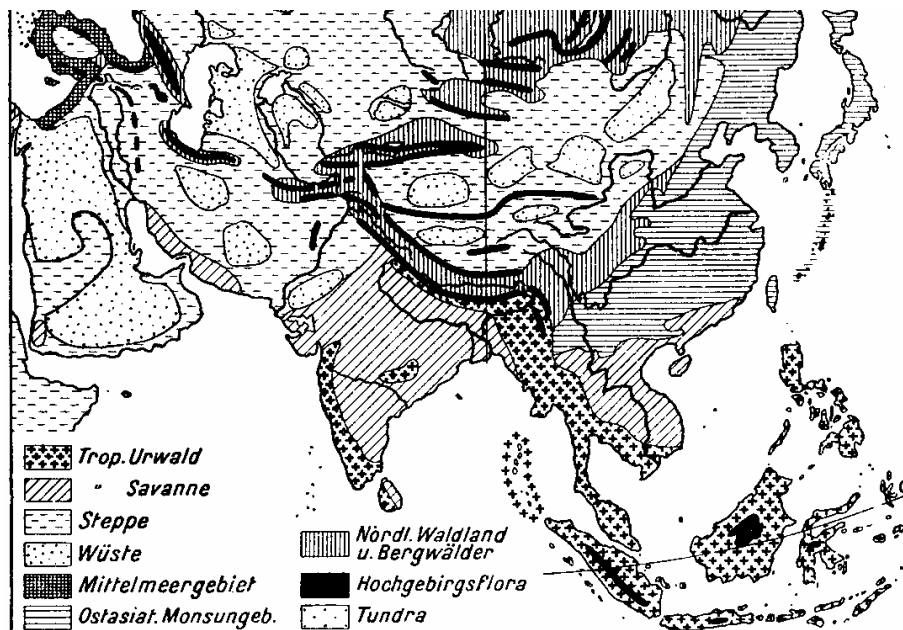 Trop. Urwald
" Savanne
Steppe
Wüste
Mittelmeergebiet
Ostasiat. Monsungeb.
Nördl. Waldland
u. Bergwälder
Hochgebirgsflora
Tundra